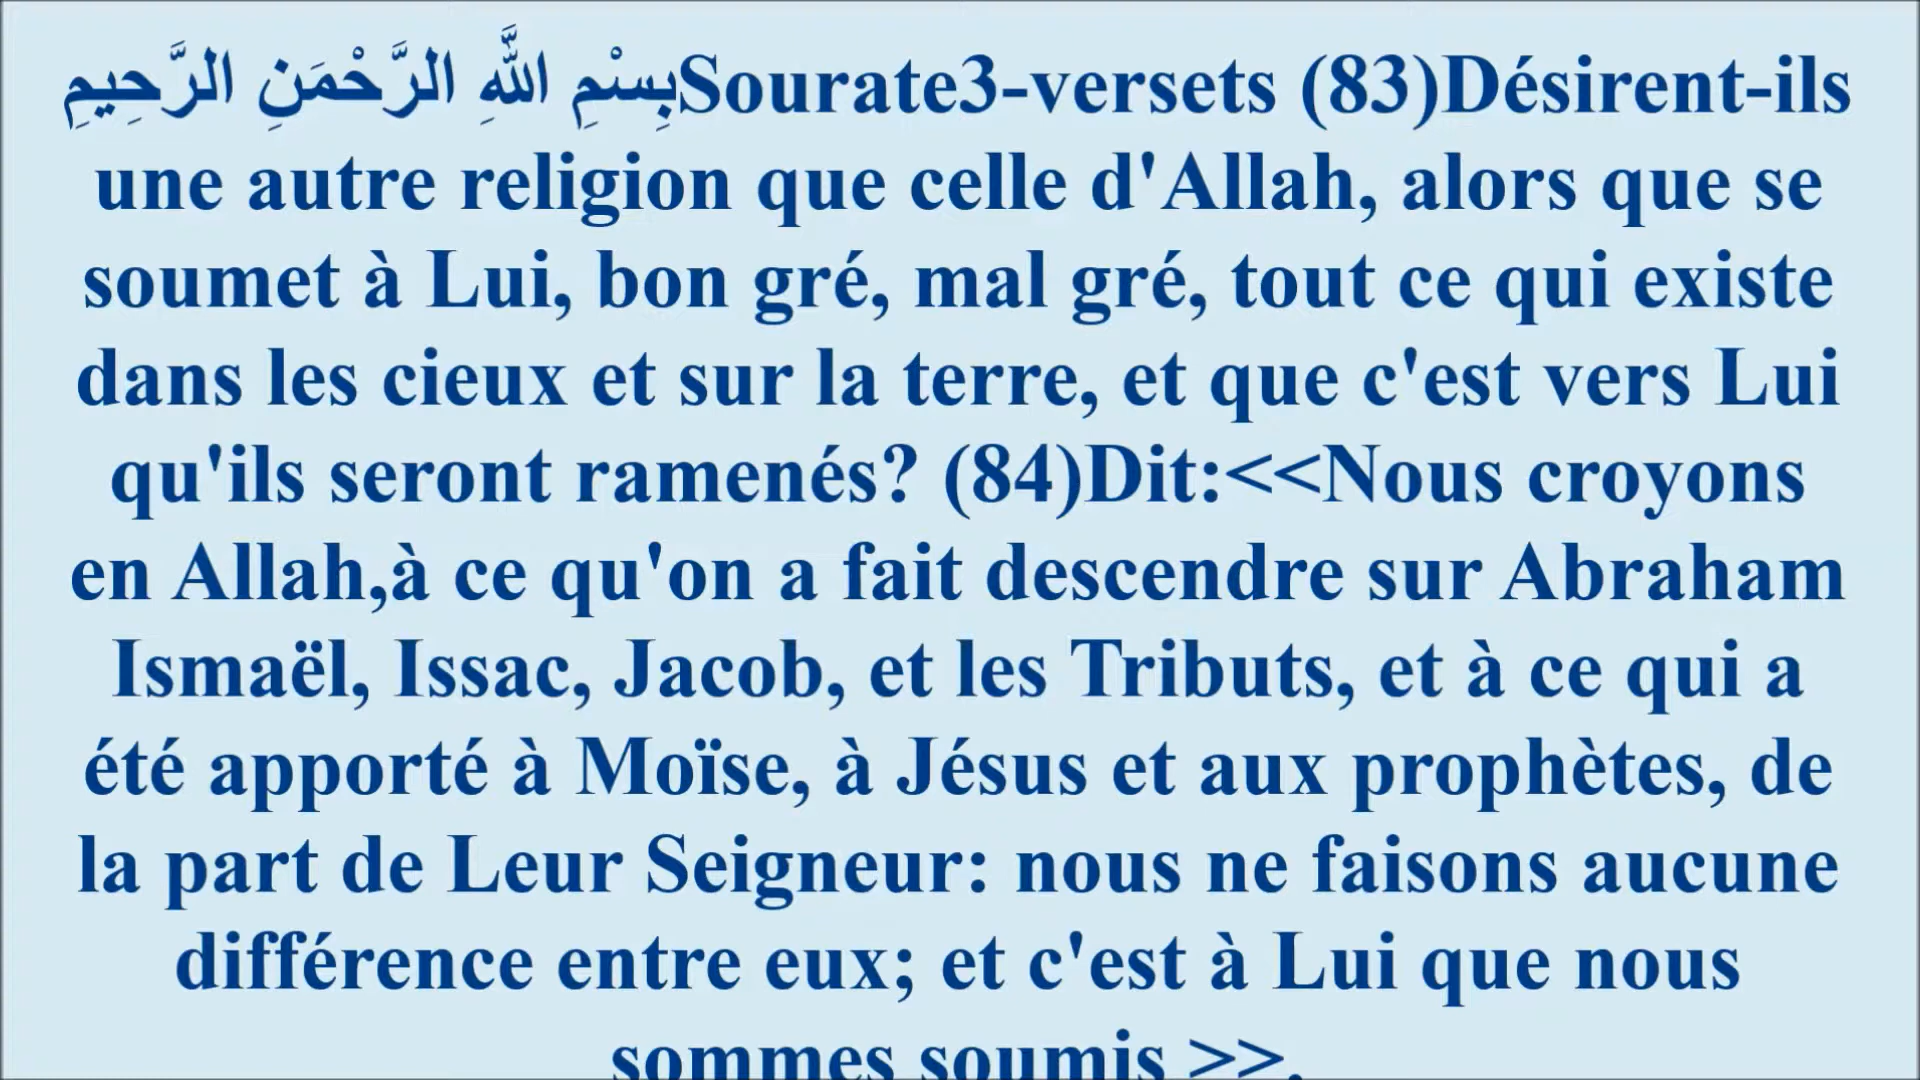 بِسْمِ اللَّهِ الرَّحْمَنِ الرَّحِيمِSourate3-versets (83)Désirent-ils
une autre religion que celle d'Allah, alors que se
soumet à Lui, bon gré, mal gré, tout ce qui existe
dans les cieux et sur la terre, et que c'est vers Lui
qu'ils seront ramenés? (84)Dit:<<Nous croyons
en Allah,à ce qu'on a fait descendre sur Abraham
Ismaël, Issac, Jacob, et les Tributs, et à ce qui a
été apporté à Moïse, à Jésus et aux prophètes, de
la part de Leur Seigneur: nous ne faisons aucune
différence entre eux; et c'est à Lui que nous
sommes soumis >>.